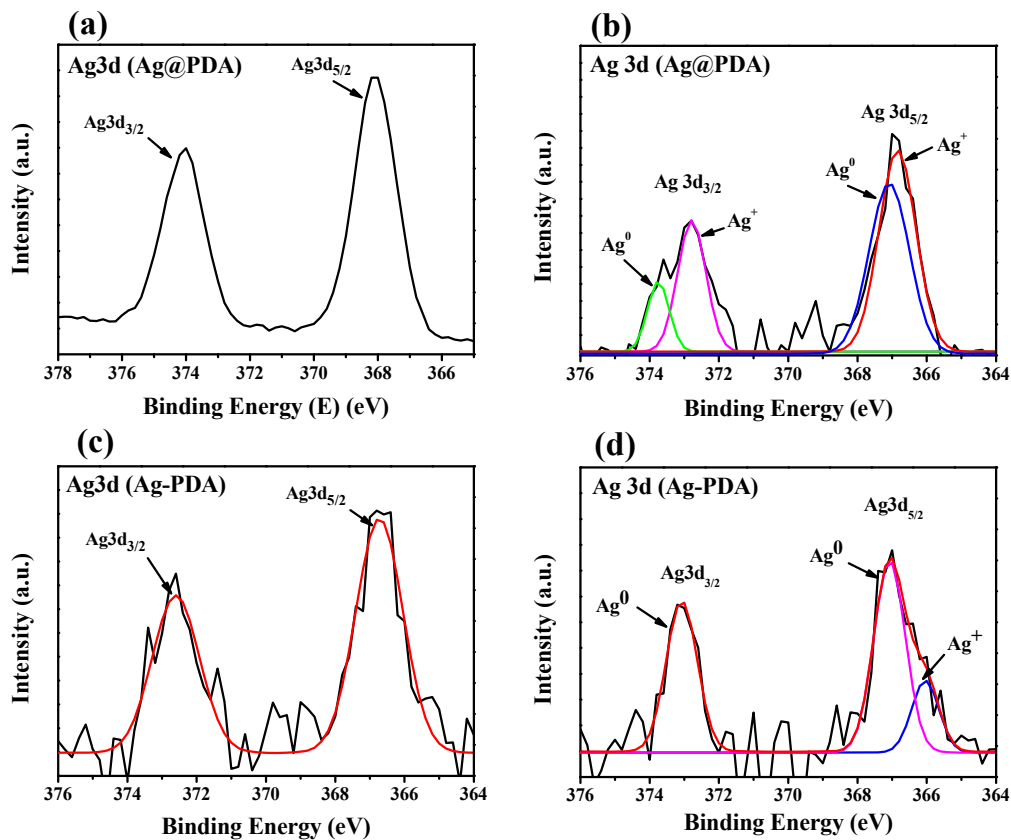 (a)
Ag3d (Ag@PDA)
Ag3d5/2
Ag3d3/2
Intensity (a.u.)
378 376 374 372 370 368 366
Binding Energy (E) (eV)
(b)
Ag 3d (Ag@PDA)
Ag 3d5/2
Ag+
Ag0
Ag 3d3/2
Ag+
Ag0
Intensity (a.u.)
376 374 372 370 368 366 364
Binding Energy (eV)
(c)
Ag3d (Ag-PDA)
Ag3d5/2
Ag3d3/2
Intensity (a.u.)
376 374 372 370 368 366 364
Binding Energy (eV)
(d)
Ag 3d (Ag-PDA)
Ag3d5/2
Ag0
Ag3d3/2
Ag0
Ag+
Intensity (a.u.)
376 374 372 370 368 366 364
Binding Energy (eV)